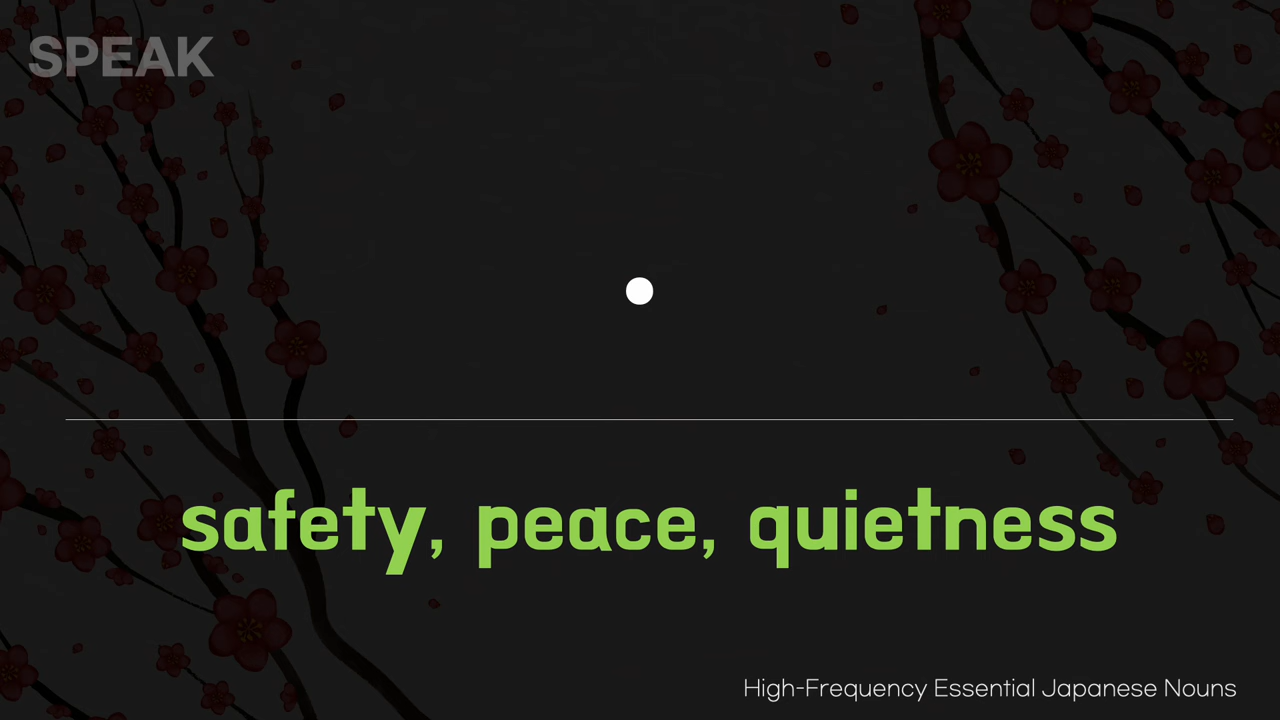 SPEAK
safety, peace, quietness
High-Frequency Essential Japanese Nouns